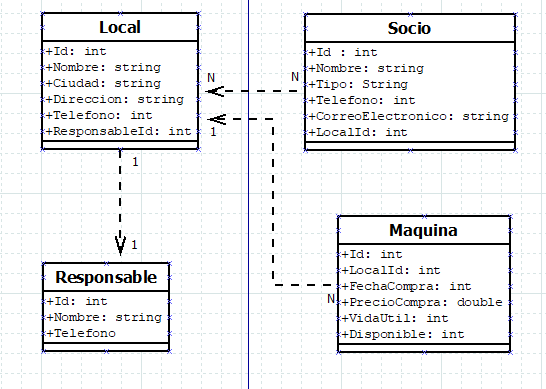 Local
+Id: int
+Nombre: string
+Ciudad: string
+Direccion: string
+Telefono: int
+ResponsableId: int
Socio
+Id : int
+Nombre: string
+Tipo: String
+Telefono: int
+CorreoElectronico: string
+LocalId: int
N
N
1
1
1
N
Responsable
+Id: int
+Nombre: string
+Telefono
Maquina
+Id: int
+LocalId: int
+FechaCompra: int
+PrecioCompra: double
+VidaUtil: int
+Disponible: int